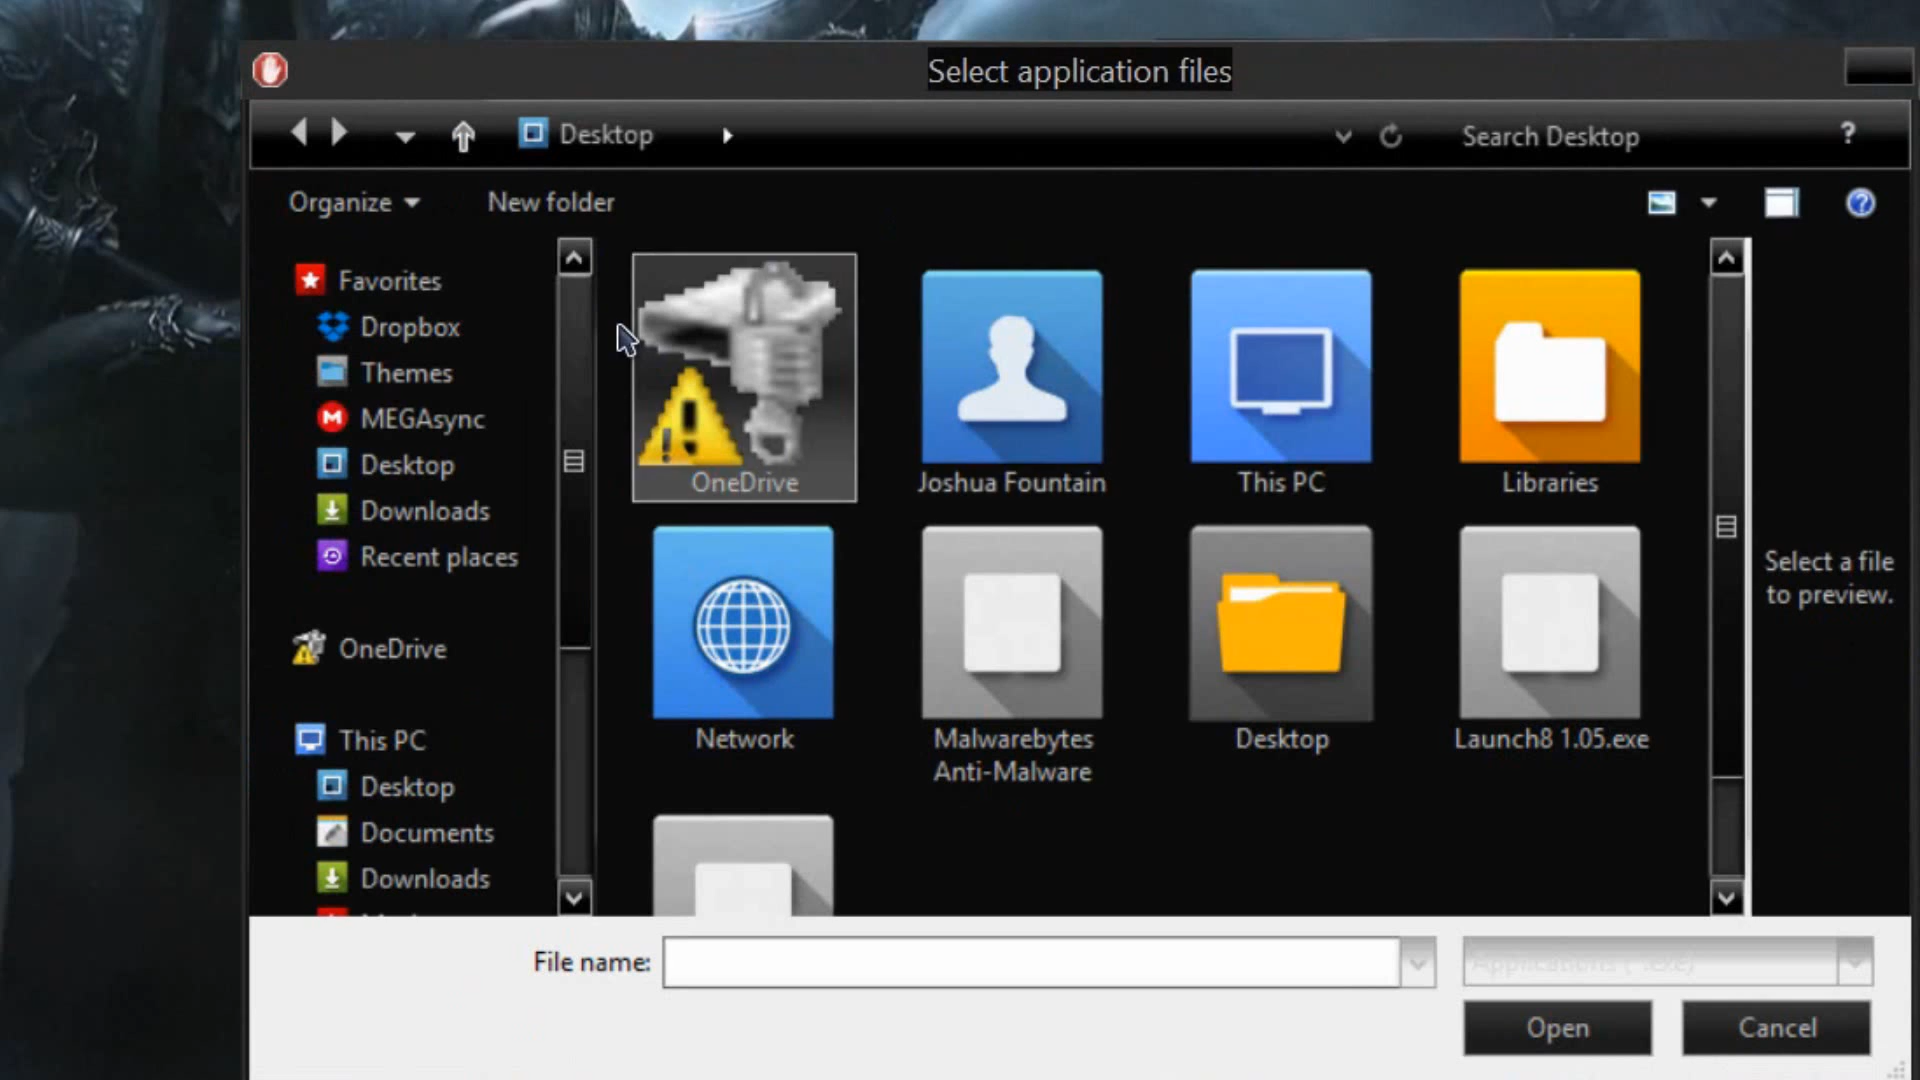 Select application files
Desktop
Search Desktop
?
Organize
New folder
?
Favorites
Dropbox
Themes
MEGAsync
Desktop
Downloads
Recent places
OneDrive
This PC
Desktop
Documents
Downloads
OneDrive
Joshua Fountain
This PC
Libraries
Network
Malwarebytes
Anti-Malware
Desktop
Launch8 1.05.exe
Select a file
to preview.
File name:
Open
Cancel